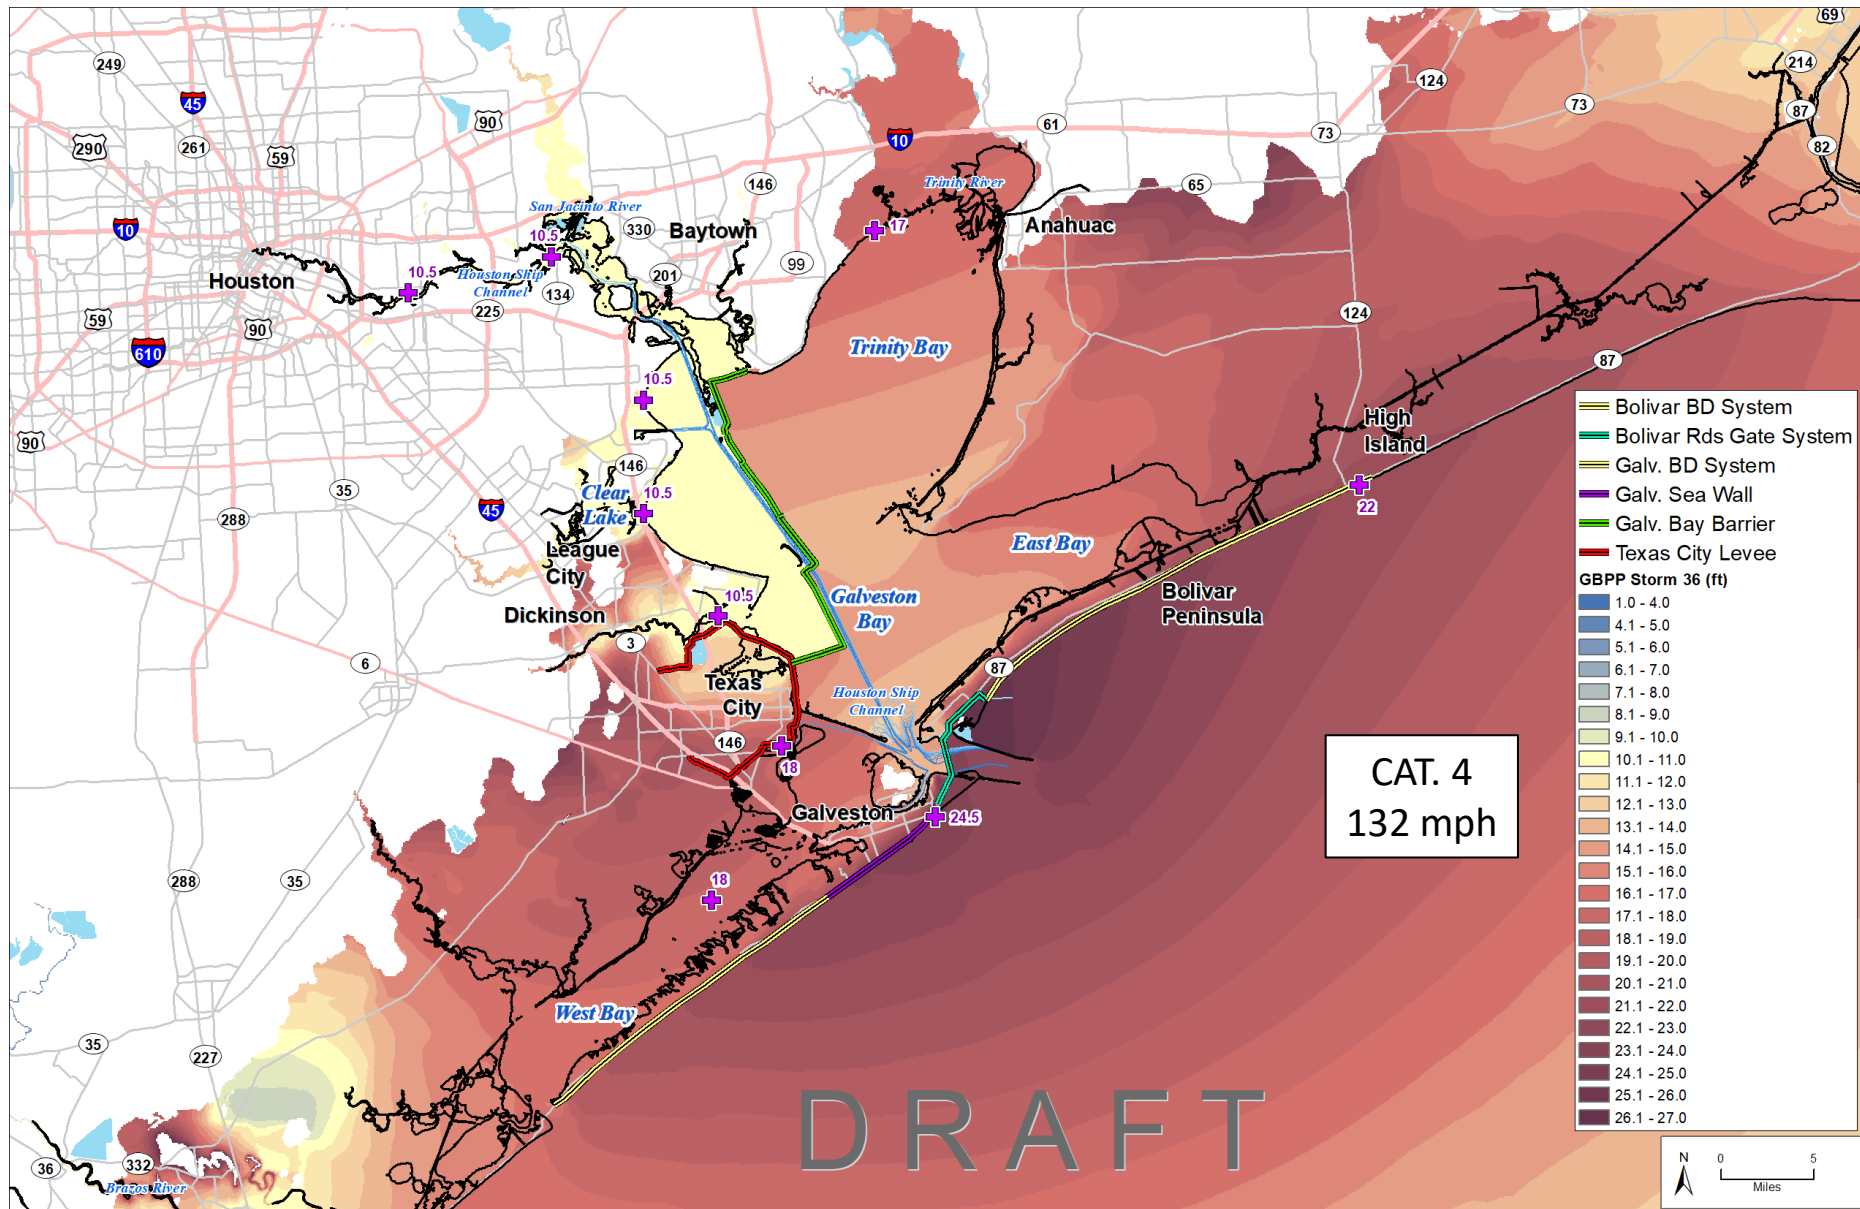 69
249
45
290
261
59
90
10
61
124
73
73
214
87
82
146
65
Trinity River
San Jacinto River
330
Baytown
17
Anahuac
10
10.5
99
Houston
10.5
Houston Ship
Channel
201
134
225
59
90
610
124
Trinity Bay
87
10.5
90
High
Island
146
35
Clear
Lake
10.5
45
288
22
League
City
East Bay
Dickinson
10.5
Galveston
Bay
Bolivar
Peninsula
3
6
87
Texas
City
Houston Ship
Channel
146
18
Galveston
24.5
CAT. 4
132 mph
288
35
18
West Bay
35
227
36
332
Brazos River
DRAFT
Bolivar BD System
Bolivar Rds Gate System
Galv. BD System
Galv. Sea Wall
Galv. Bay Barrier
Texas City Levee
GBPP Storm 36 (ft)
1.0 - 4.0
4.1 - 5.0
5.1 - 6.0
6.1 - 7.0
7.1 - 8.0
8.1 - 9.0
9.1 - 10.0
10.1 - 11.0
11.1 - 12.0
12.1 - 13.0
13.1 - 14.0
14.1 - 15.0
15.1 - 16.0
16.1 - 17.0
17.1 - 18.0
18.1 - 19.0
19.1 - 20.0
20.1 - 21.0
21.1 - 22.0
22.1 - 23.0
23.1 - 24.0
24.1 - 25.0
25.1 - 26.0
26.1 - 27.0
N
0 5
Miles